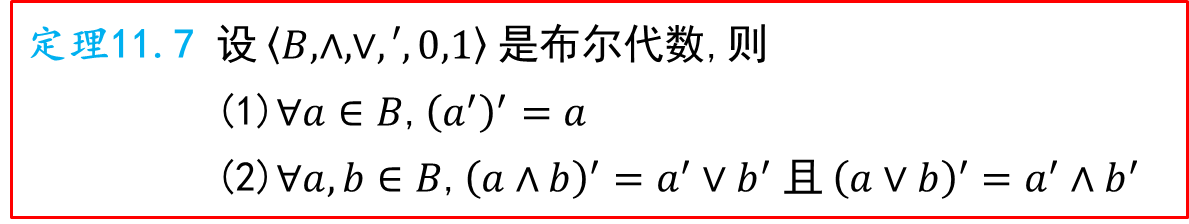 定理11.7 设⟨B,∧,∨,′,0,1⟩是布尔代数,则
(1)∀a ∈ B, (a′)′ = a
(2)∀a, b ∈ B, (a ∧ b)′ = a′ ∨ b′ 且 (a ∨ b)′ = a′ ∧ b′